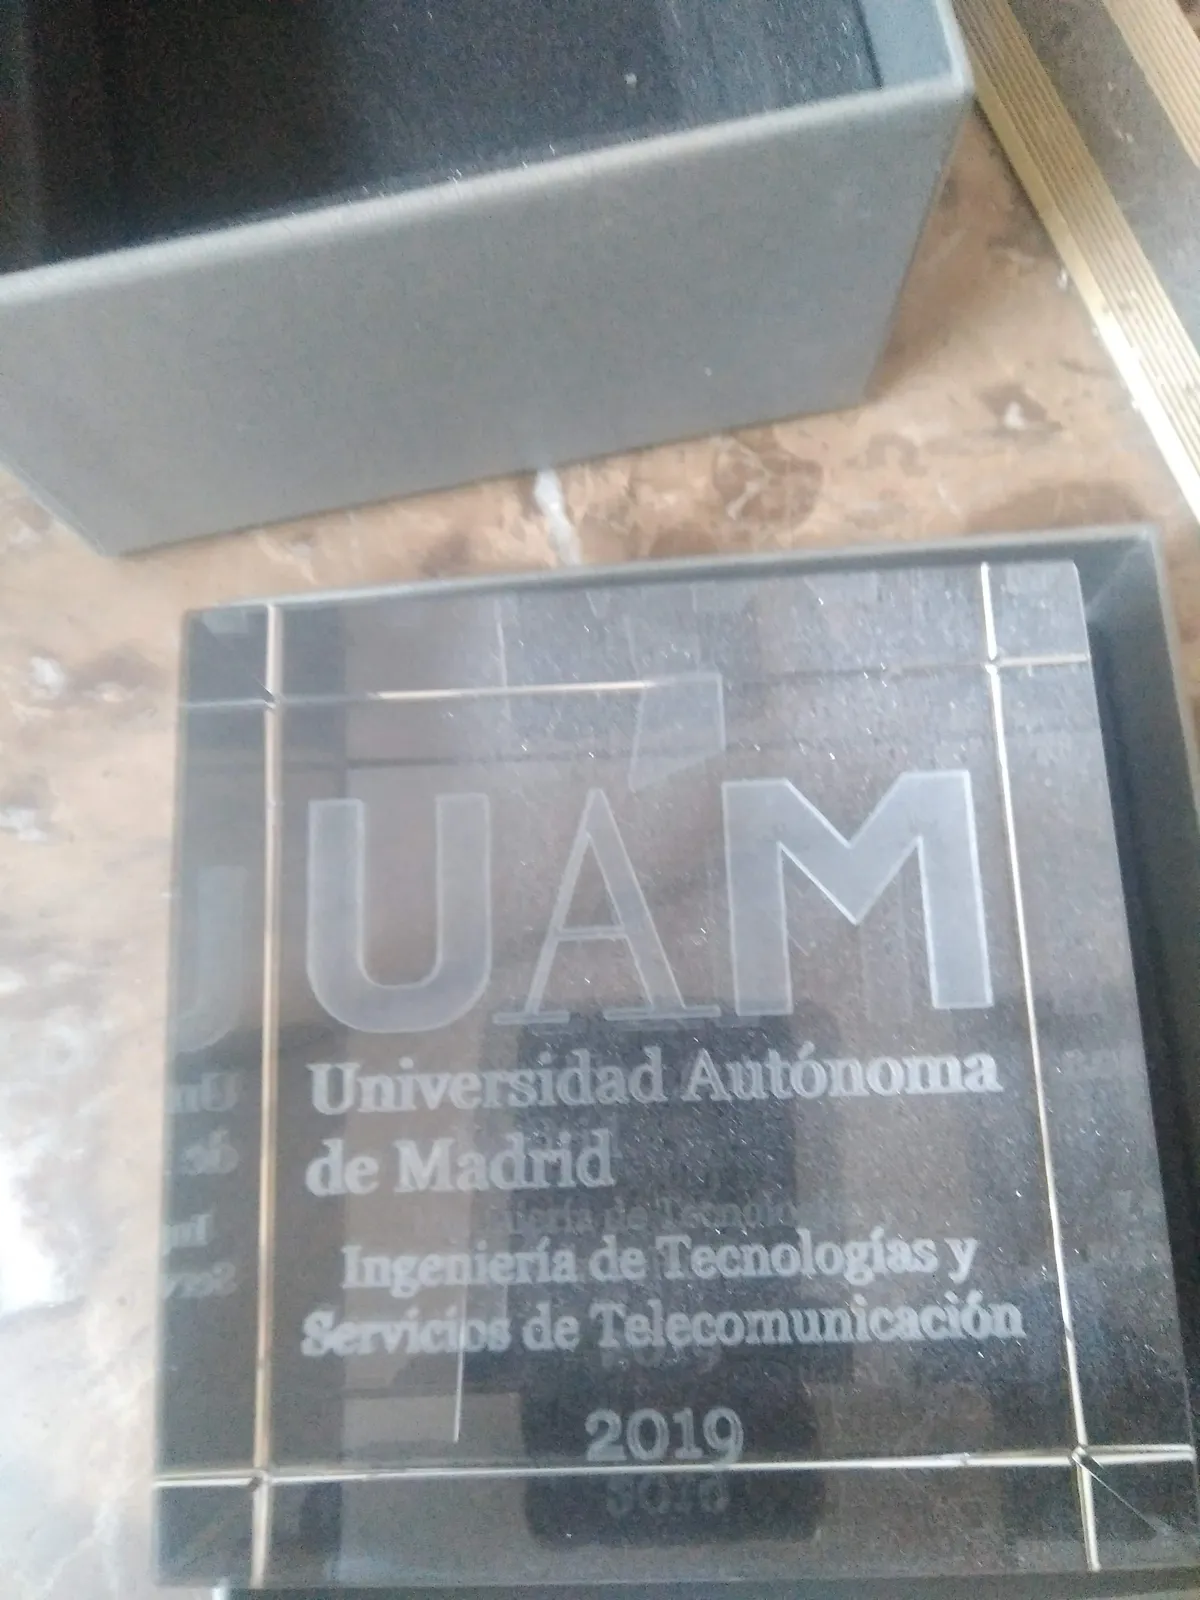 UAM
Universidad Autónoma
de Madrid
Ingeniería de Tecnologías y
Servicios de Telecomunicación
2019